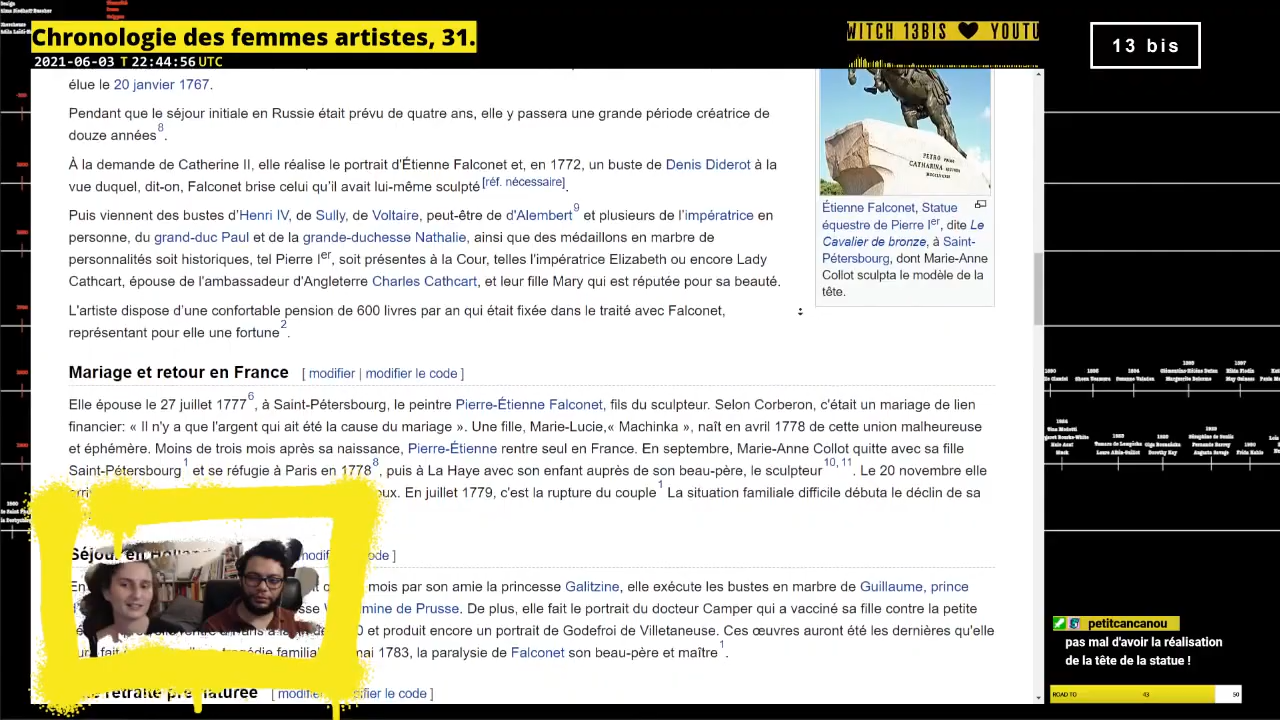 Chronologie des femmes artistes, 31.
2021-06-03 T 22:44:56 UTC
WITCH 13BIS ♥ YOUTU
13 bis
élue le 20 janvier 1767.
Pendant que le séjour initiale en Russie était prévu de quatre ans, elle y passera une grande période créatrice de
douze années8.
À la demande de Catherine II, elle réalise le portrait d'Étienne Falconet et, en 1772, un buste de Denis Diderot à la
vue duquel, dit-on, Falconet brise celui qu'il avait lui-même sculpté[réf. nécessaire].
Puis viennent des bustes d'Henri IV, de Sully, de Voltaire, peut-être de d'Alembert9 et plusieurs de l'impératrice en
personne, du grand-duc Paul et de la grande-duchesse Nathalie, ainsi que des médaillons en marbre de
personnalités soit historiques, tel Pierre Ier, soit présentes à la Cour, telles l'impératrice Elizabeth ou encore Lady
Cathcart, épouse de l'ambassadeur d'Angleterre Charles Cathcart, et leur fille Mary qui est réputée pour sa beauté.
L'artiste dispose d'une confortable pension de 600 livres par an qui était fixée dans le traité avec Falconet,
représentant pour elle une fortune2.
PETRO
CATHARINA
Étienne Falconet, Statue
équestre de Pierre Ier, dite Le
Cavalier de bronze, à Saint-
Pétersbourg, dont Marie-Anne
Collot sculpta le modèle de la
tête.
Mariage et retour en France [ modifier | modifier le code ]
Elle épouse le 27 juillet 17776, à Saint-Pétersbourg, le peintre Pierre-Étienne Falconet, fils du sculpteur. Selon Corberon, c'était un mariage de lien
financier: « Il n'y a que l'argent qui ait été la cause du mariage ». Une fille, Marie-Lucie,« Machinka », naît en avril 1778 de cette union malheureuse
et éphémère. Moins de trois mois après sa naissance, Pierre-Étienne rentre seul en France. En septembre, Marie-Anne Collot quitte avec sa fille
Saint-Pétersbourg1 et se réfugie à Paris en 17788, puis à La Haye avec son enfant auprès de son beau-père, le sculpteur10, 11. Le 20 novembre elle
oux. En juillet 1779, c'est la rupture du couple1 La situation familiale difficile débuta le déclin de sa
Séjour en Holl ode ]
mois par son amie la princesse Galitzine, elle exécute les bustes en marbre de Guillaume, prince
mine de Prusse. De plus, elle fait le portrait du docteur Camper qui a vacciné sa fille contre la petite
0 et produit encore un portrait de Godefroi de Villetaneuse. Ces œuvres auront été les dernières qu'elle
mai 1783, la paralysie de Falconet son beau-père et maître1.
retraite prématurée [ modifier le code ]
petitcancanou
pas mal d'avoir la réalisation
de la tête de la statue !
ROAD TO 43 50